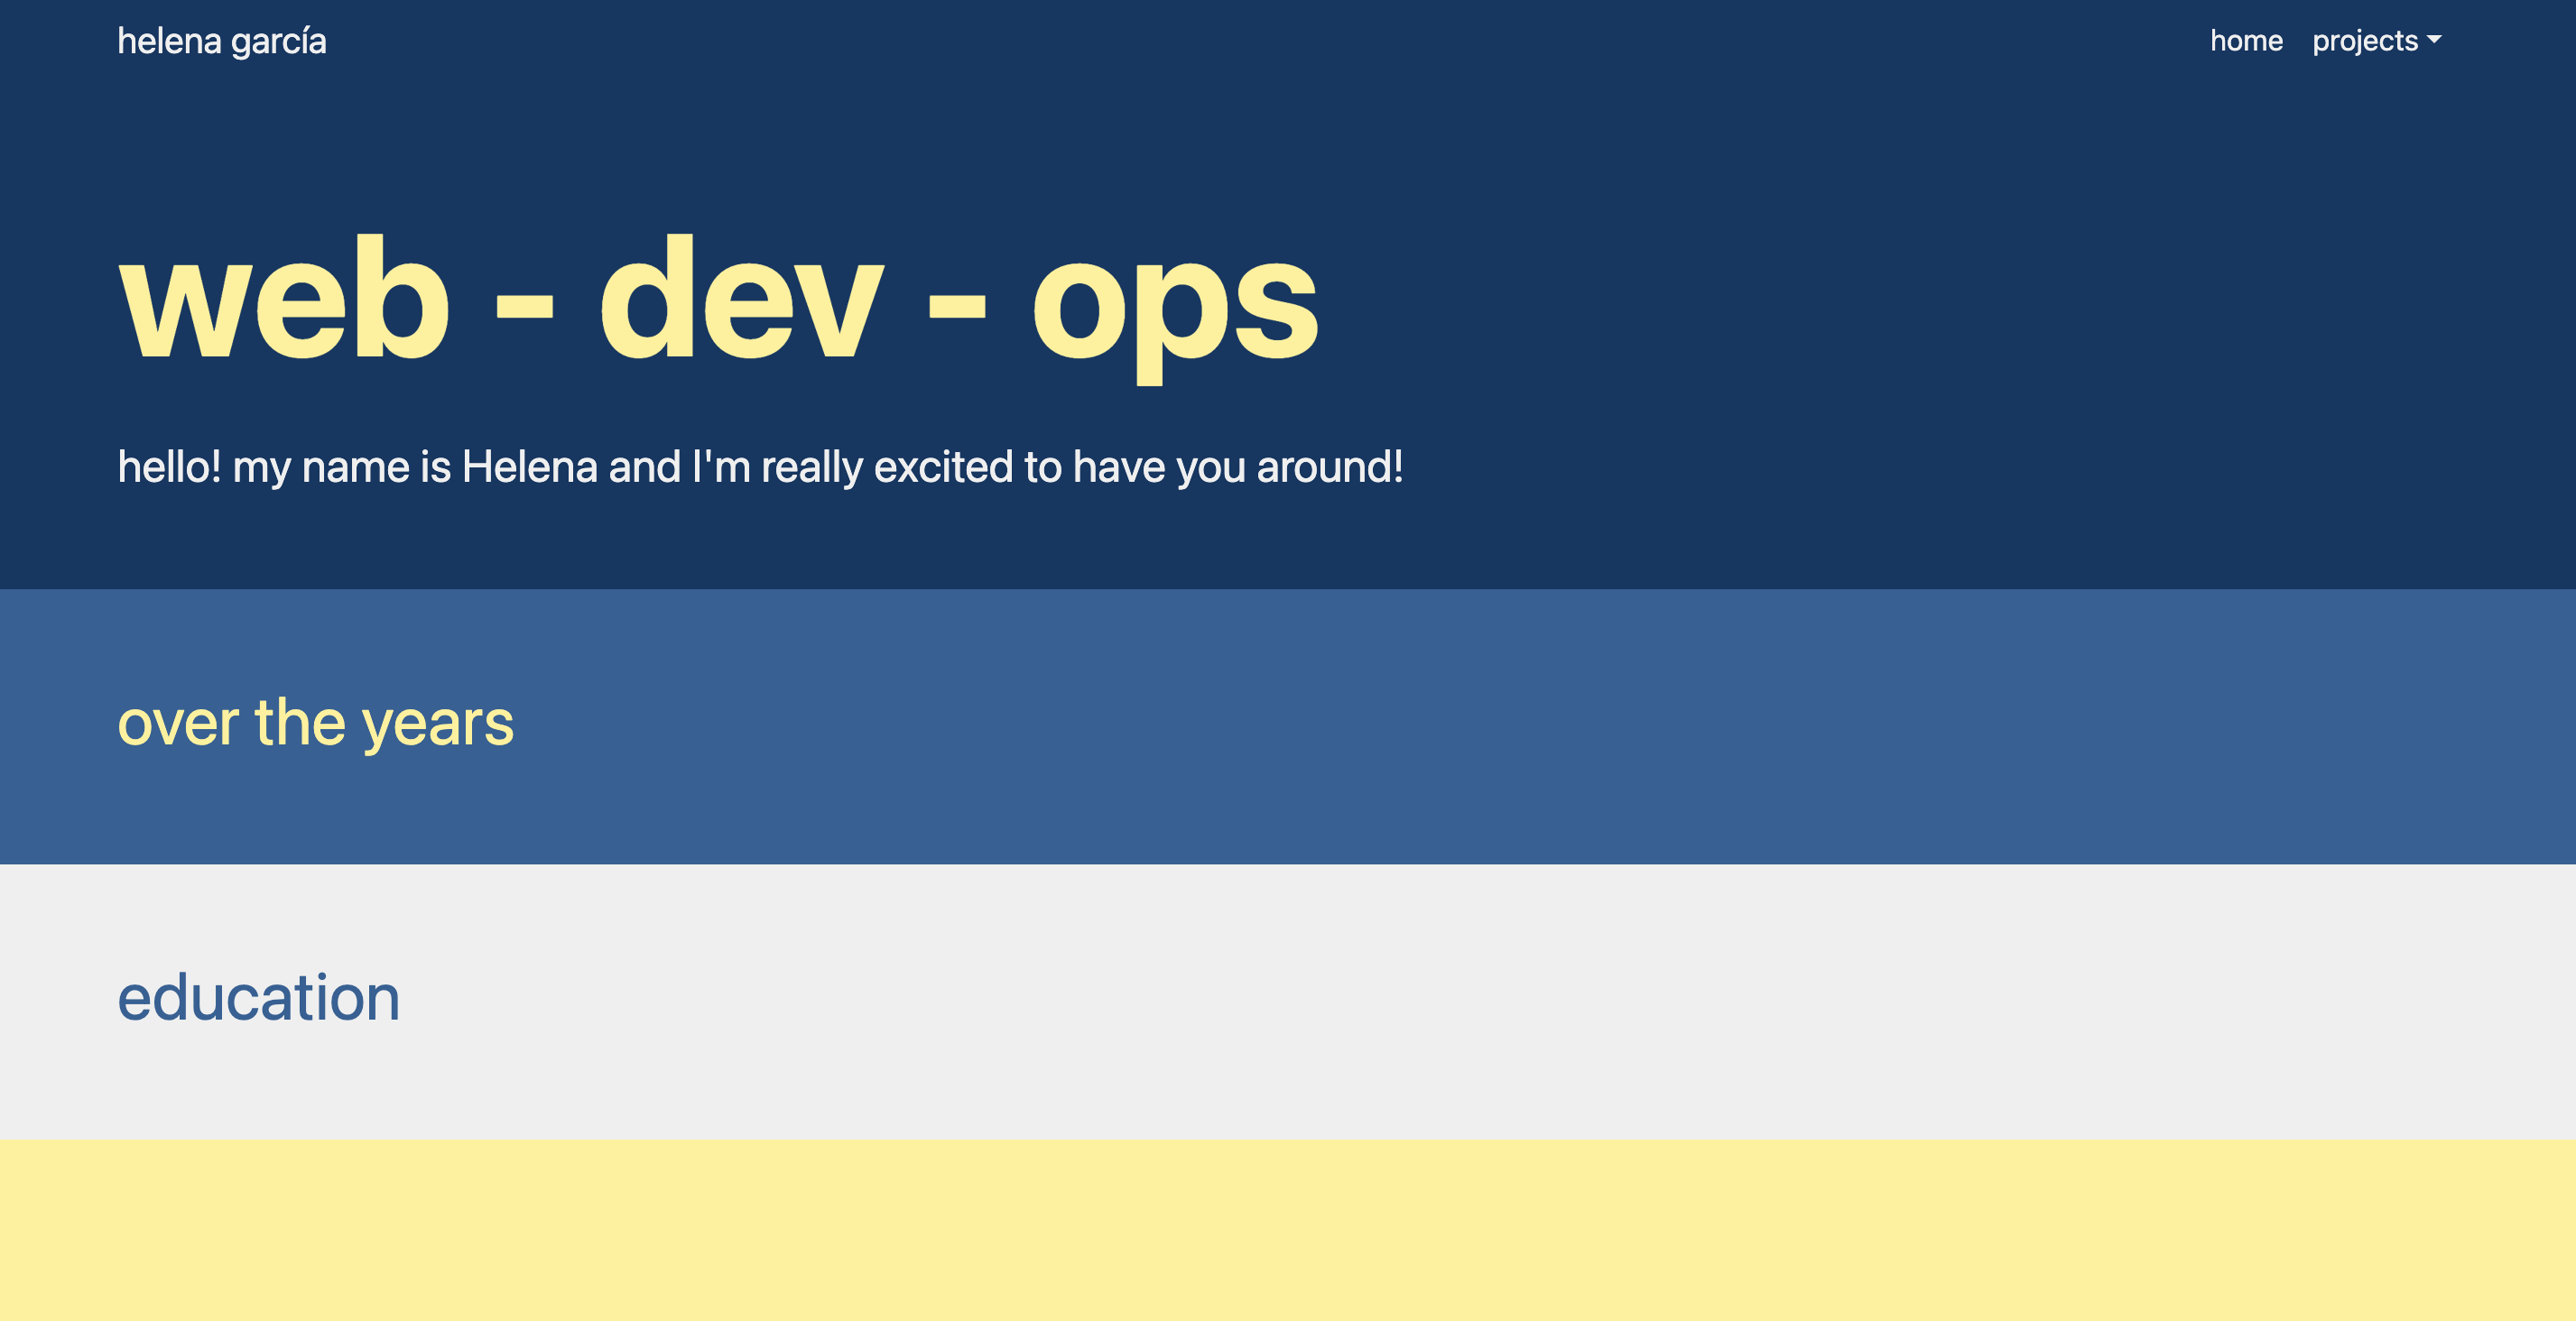 helena garcía
home
projects
web - dev - ops
hello! my name is Helena and I'm really excited to have you around!
over the years
education